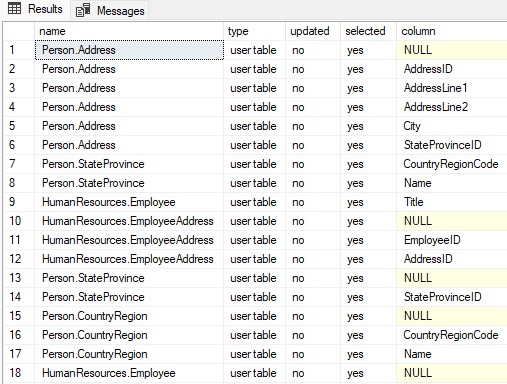 Results Messages
name type updated selected column
1 Person.Address user table no yes NULL
2 Person.Address user table no yes AddressID
3 Person.Address user table no yes AddressLine1
4 Person.Address user table no yes AddressLine2
5 Person.Address user table no yes City
6 Person.Address user table no yes StateProvinceID
7 Person.StateProvince user table no yes CountryRegionCode
8 Person.StateProvince user table no yes Name
9 HumanResources.Employee user table no yes Title
10 HumanResources.EmployeeAddress user table no yes NULL
11 HumanResources.EmployeeAddress user table no yes EmployeeID
12 HumanResources.EmployeeAddress user table no yes AddressID
13 Person.StateProvince user table no yes NULL
14 Person.StateProvince user table no yes StateProvinceID
15 Person.CountryRegion user table no yes NULL
16 Person.CountryRegion user table no yes CountryRegionCode
17 Person.CountryRegion user table no yes Name
18 HumanResources.Employee user table no yes NULL